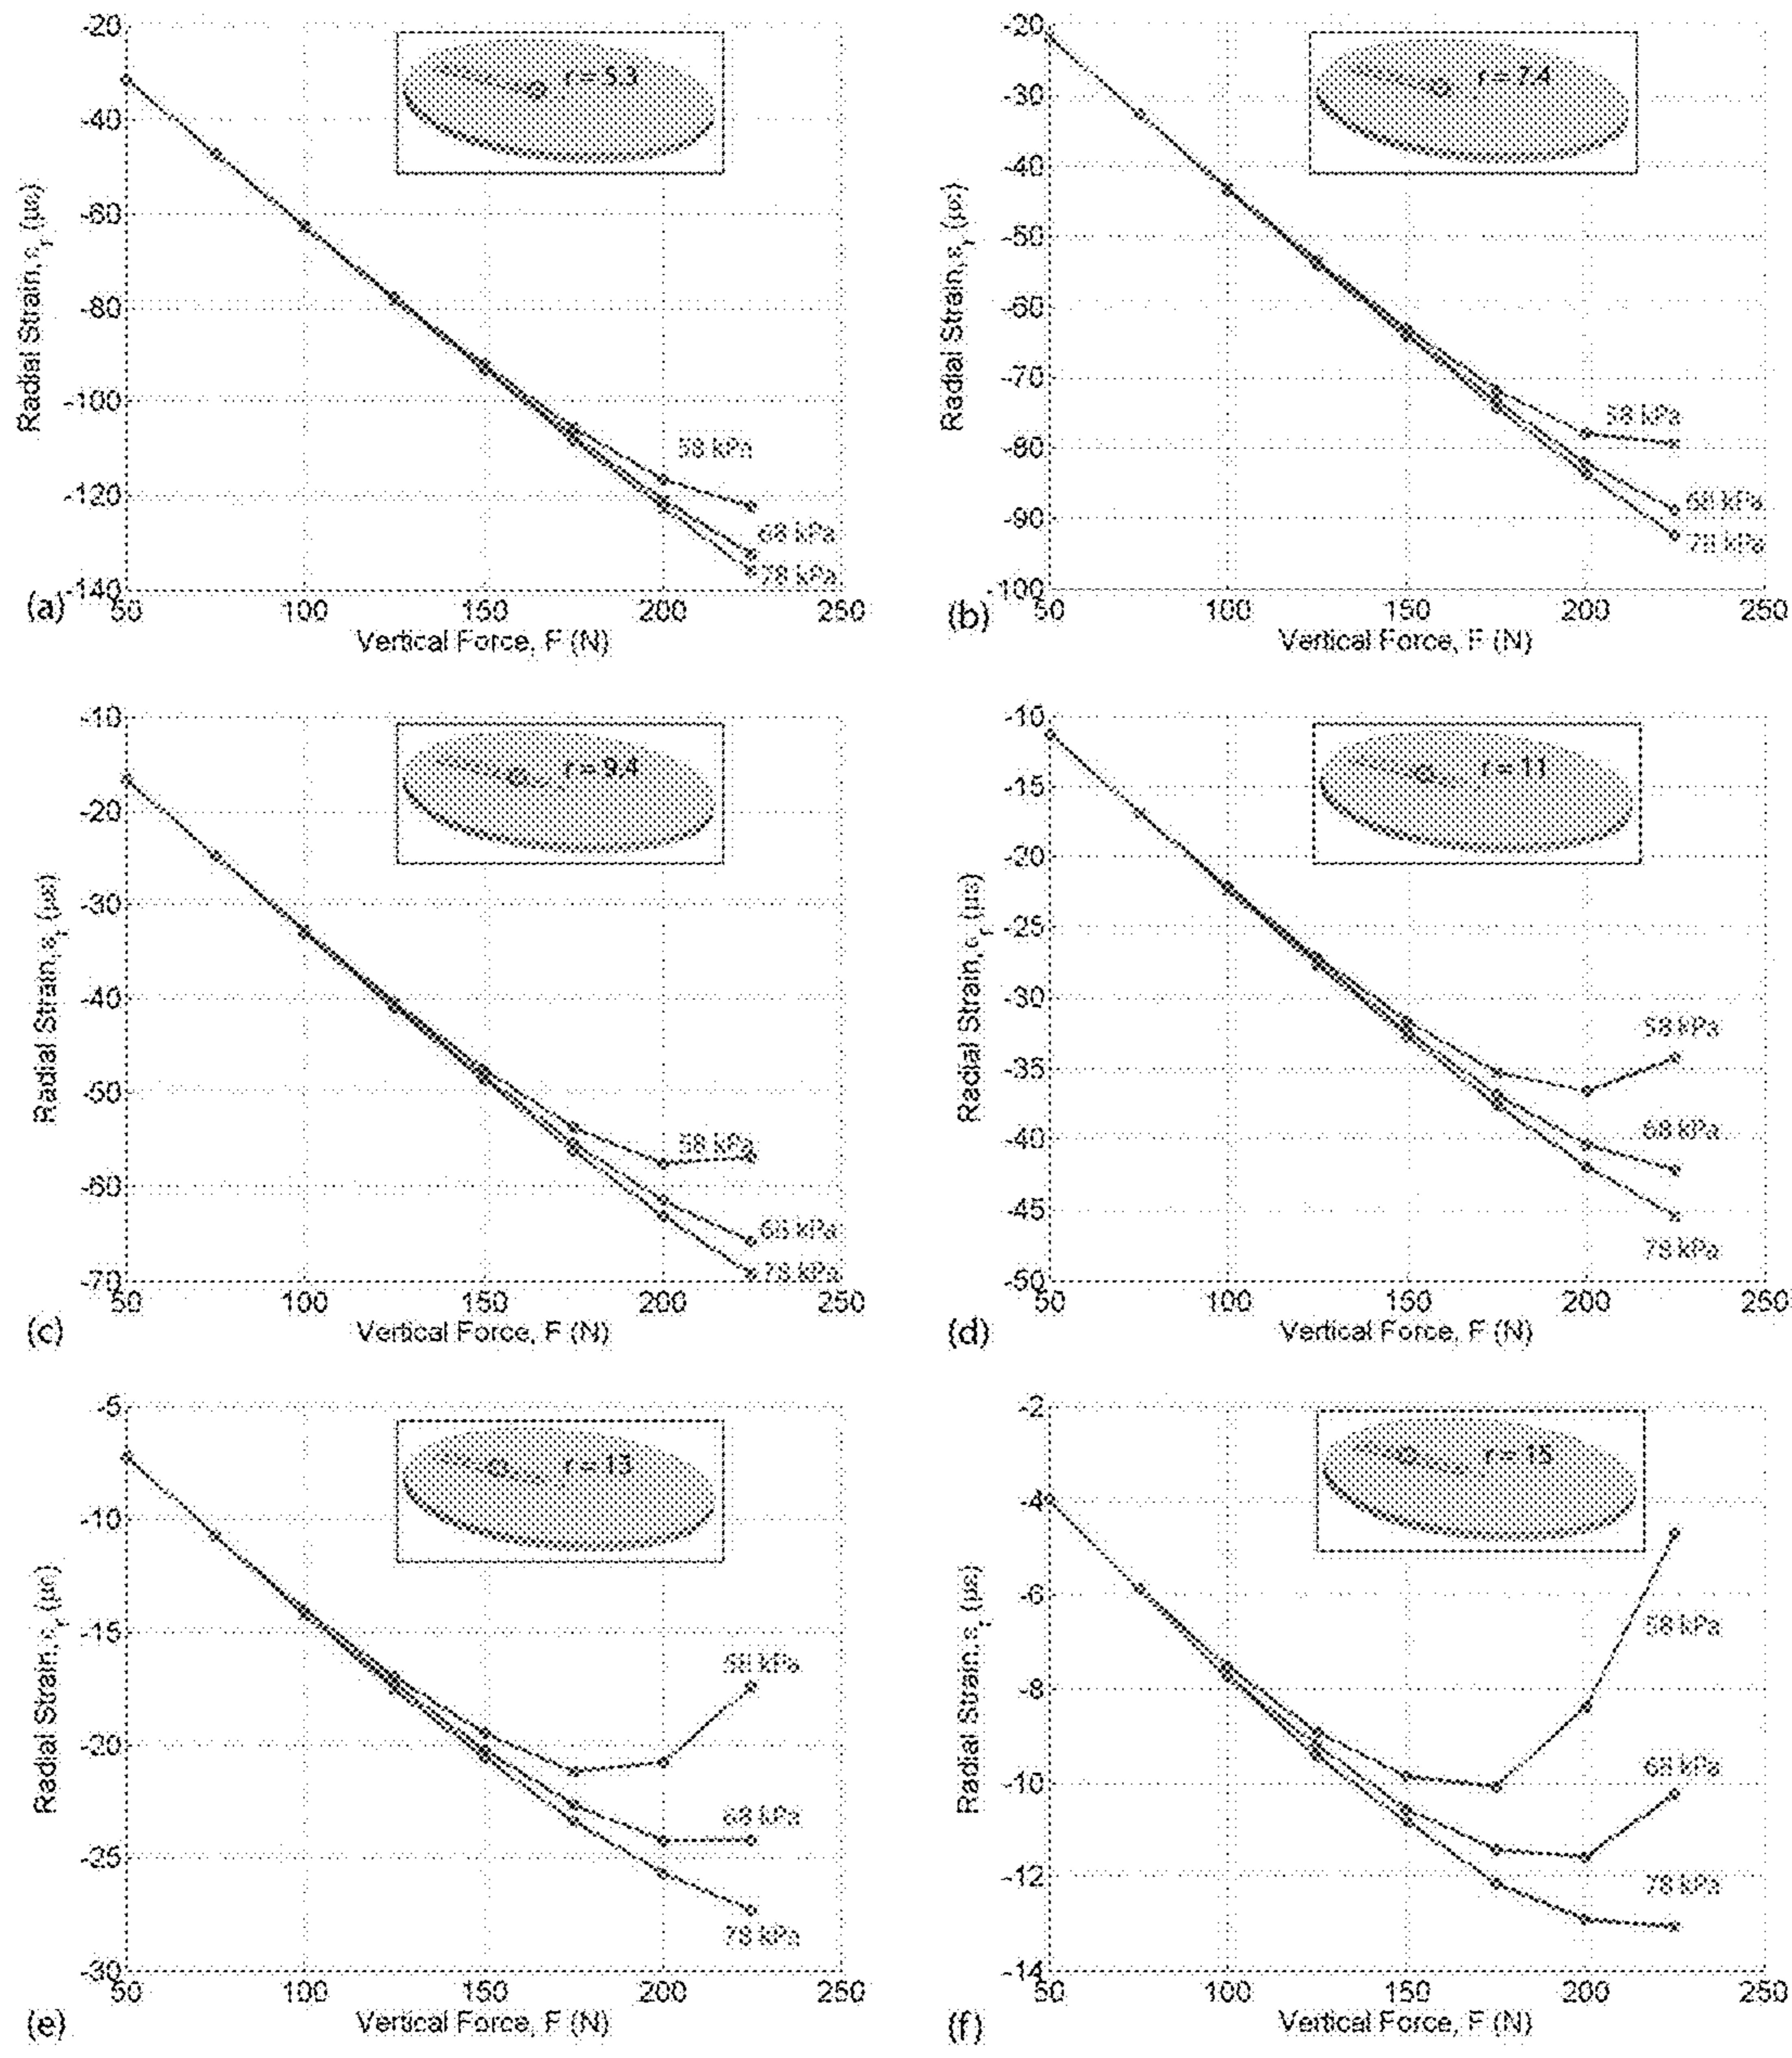 -20
-40
-60
-80
-100
-120
-140
50 100 150 200 250
Radial Strain, εr (με)
Vertical Force, F (N)
r = 5.3
58 kPa
68 kPa
78 kPa
(a)
-20
-30
-40
-50
-60
-70
-80
-90
-100
50 100 150 200 250
Radial Strain, εr (με)
Vertical Force, F (N)
r = 7.4
58 kPa
68 kPa
78 kPa
(b)
-10
-20
-30
-40
-50
-60
-70
50 100 150 200 250
Radial Strain, εr (με)
Vertical Force, F (N)
r = 9.4
58 kPa
68 kPa
78 kPa
(c)
-10
-15
-20
-25
-30
-35
-40
-45
-50
50 100 150 200 250
Radial Strain, εr (με)
Vertical Force, F (N)
r = 11
58 kPa
68 kPa
78 kPa
(d)
-5
-10
-15
-20
-25
-30
50 100 150 200 250
Radial Strain, εr (με)
Vertical Force, F (N)
r = 13
58 kPa
68 kPa
78 kPa
(e)
-2
-4
-6
-8
-10
-12
-14
50 100 150 200 250
Radial Strain, εr (με)
Vertical Force, F (N)
r = 15
58 kPa
68 kPa
78 kPa
(f)